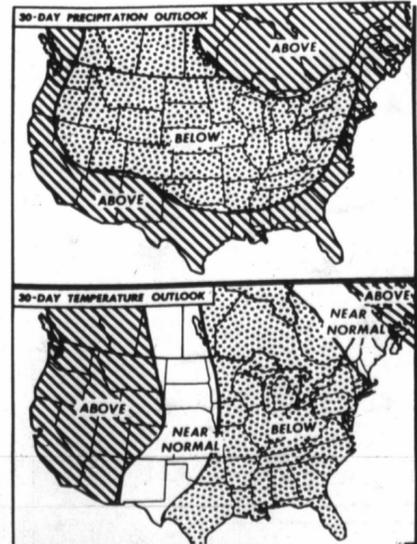 30-DAY PRECIPITATION OUTLOOK
ABOVE
BELOW
ABOVE
30-DAY TEMPERATURE OUTLOOK
ABOVE
NEAR
NORMAL
ABOVE
NEAR
NORMAL
BELOW